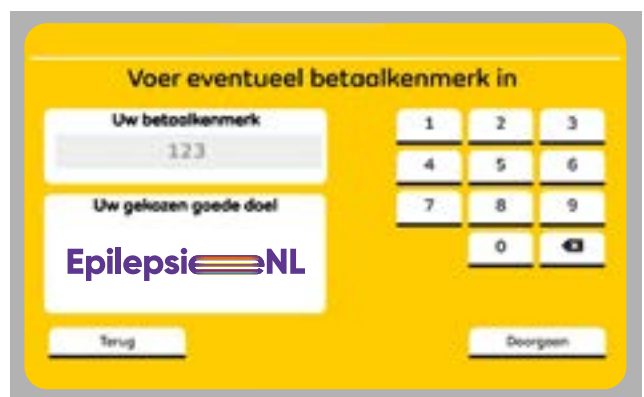 Voer eventueel betaalkenmerk in
Uw betaalkenmerk
123
Uw gekozen goede doel
EpilepsieNL
1 2 3
4 5 6
7 8 9
0
Terug
Doorgaan